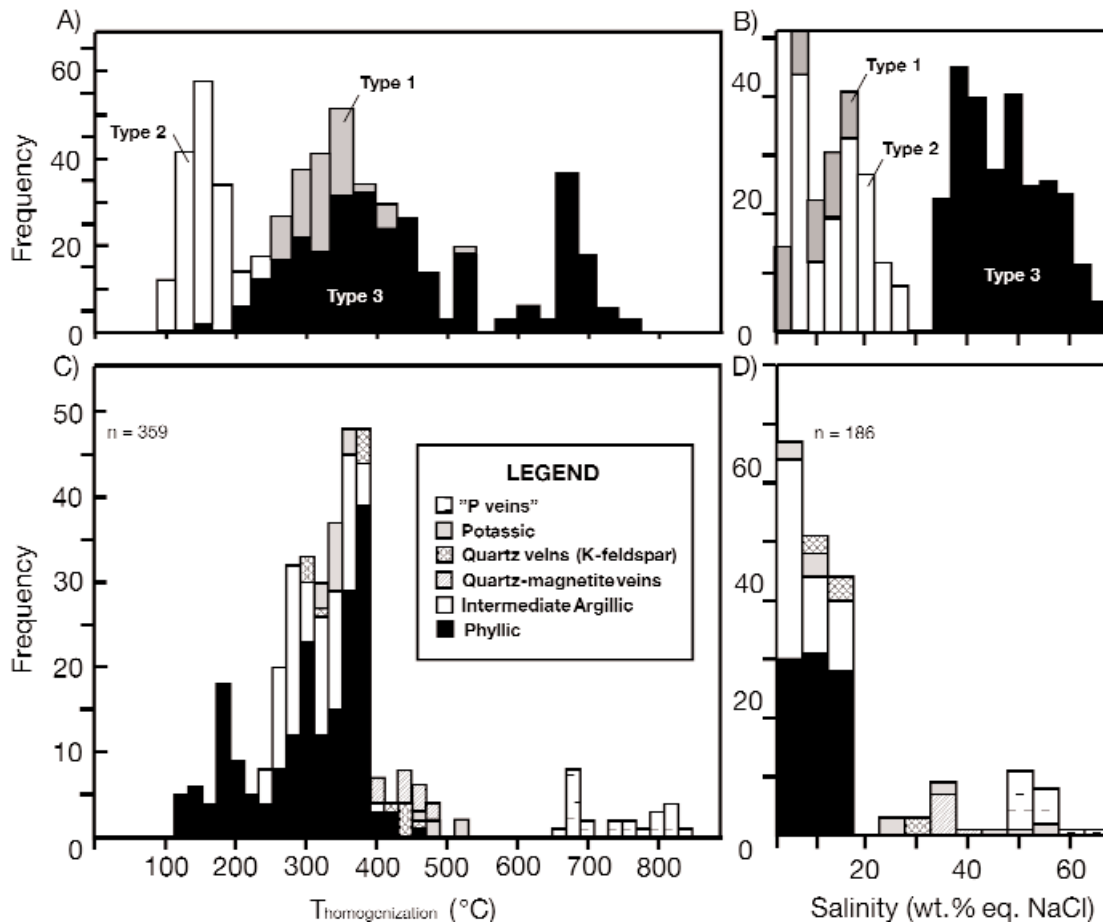 A)
60
40
20
0
Frequency
Type 2
Type 1
Type 3
B)
40
20
0
Type 1
Type 2
Type 3
C)
50
40
30
20
10
0
Frequency
n = 359
LEGEND
"P veins"
Potassic
Quartz veins (K-feldspar)
Quartz-magnetite veins
Intermediate Argillic
Phyllic
100 200 300 400 500 600 700 800
Thomogenization (°C)
D)
60
40
20
0
n = 186
20 40 60
Salinity (wt.% eq. NaCl)